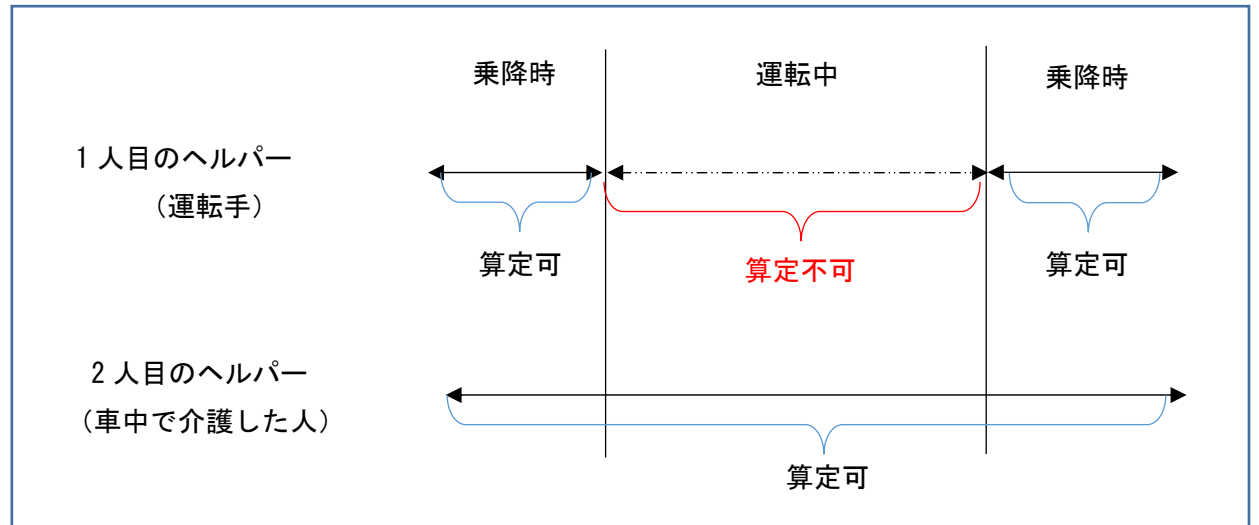 乗降時
運転中
乗降時
1人目のヘルパー
（運転手）
算定可
算定不可
算定可
2人目のヘルパー
（車中で介護した人）
算定可